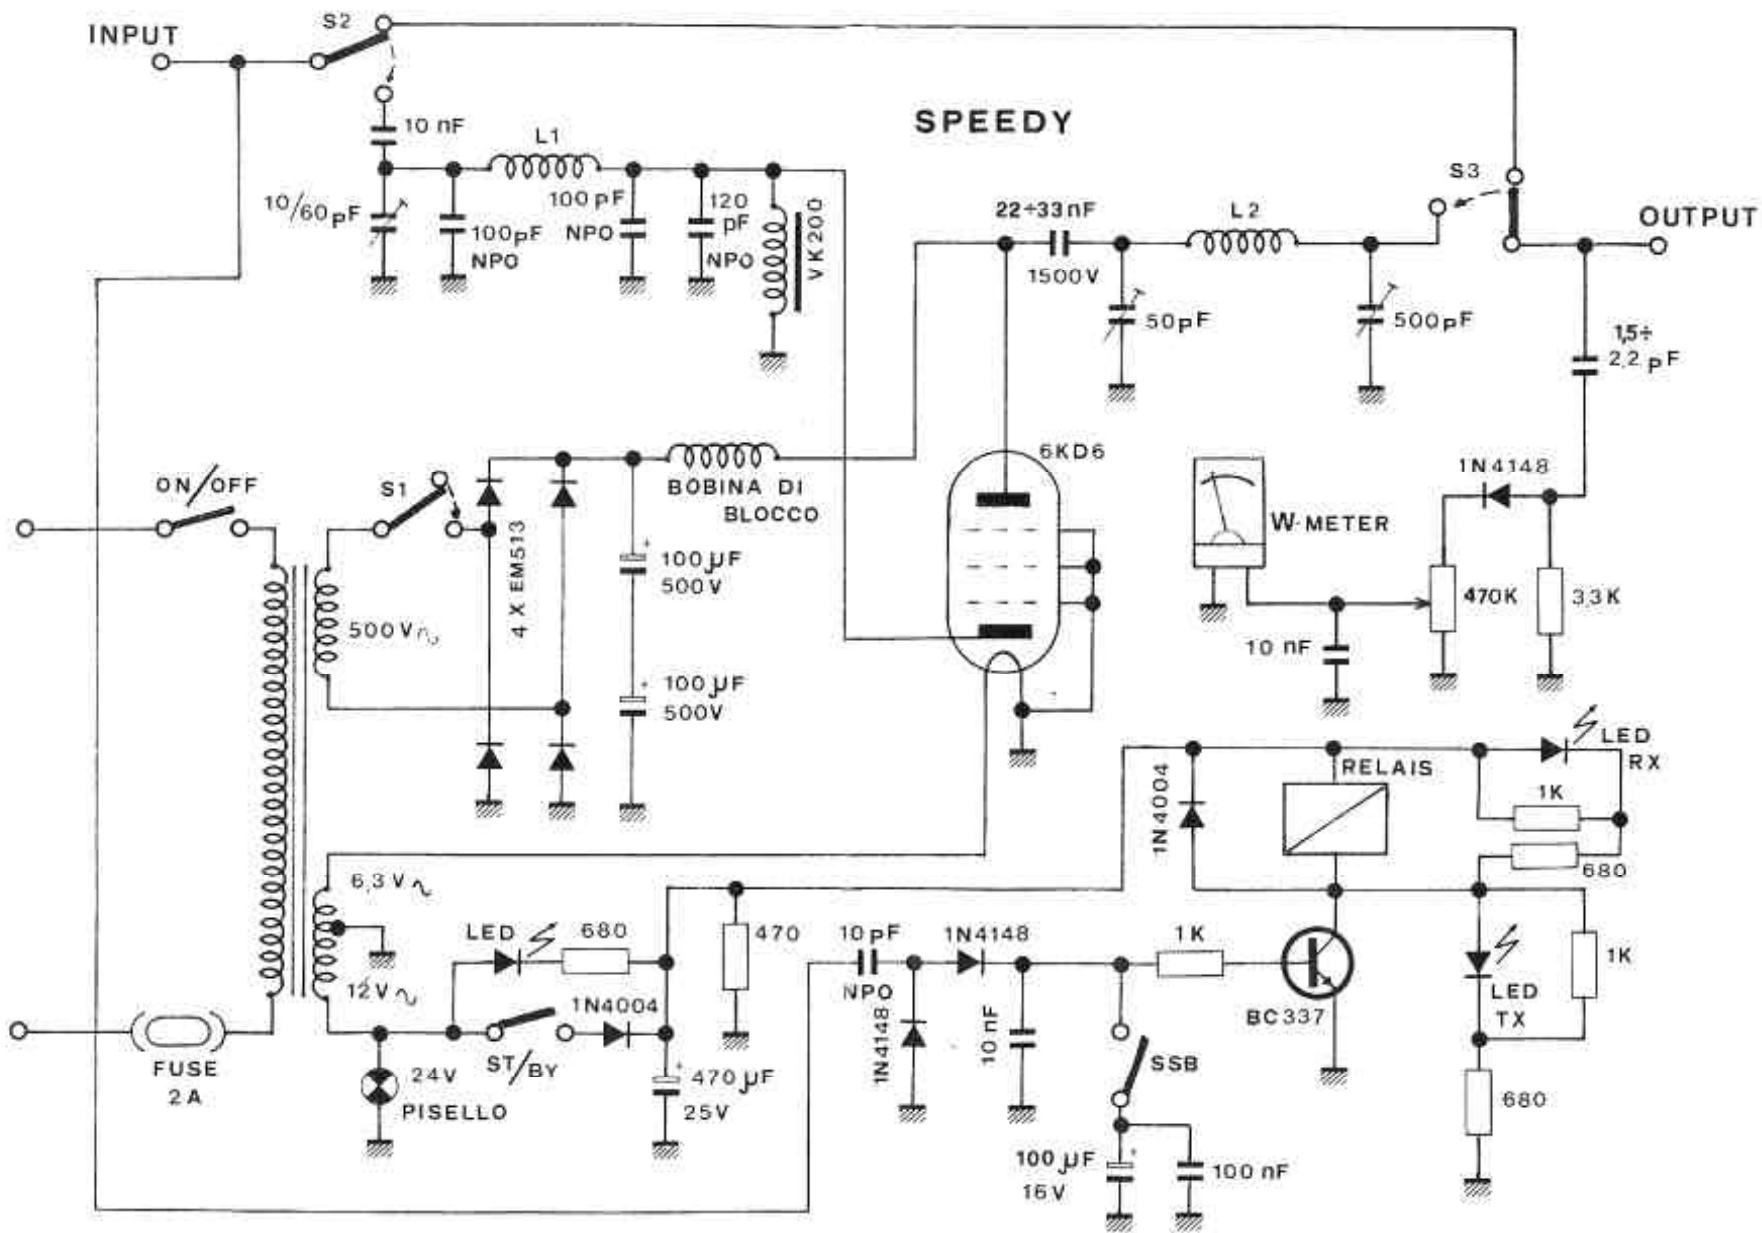 INPUT
S2
SPEEDY
10 nF
L1
S3
10/60 pF
100 pF
NPO
120
pF
NPO
VK200
22÷33nF
1500V
L2
OUTPUT
100pF
NPO
50pF
500pF
1,5÷
2,2 pF
ON/OFF
S1
BOBINA DI
BLOCCO
6KD6
1N4148
W-METER
4 X EM513
100 µF
500V
500V
470K
3,3K
10 nF
100 µF
500V
LED
RX
RELAIS
1N4004
1K
680
6,3 V
LED
680
470
10 pF
NPO
1N4148
1K
1K
12V
1N4004
LED
TX
BC337
1N4148
10 nF
FUSE
2A
24V
PISELLO
ST/BY
470 µF
25V
SSB
680
100 µF
16V
100 nF